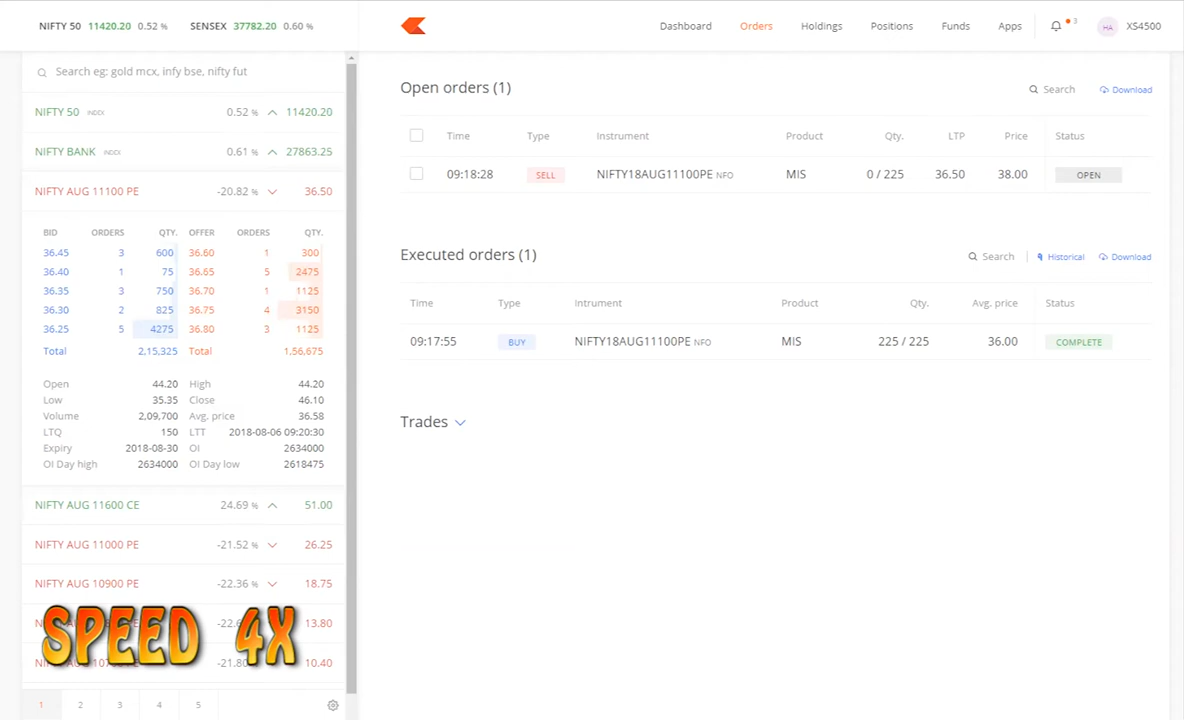 NIFTY 50 11420.20 0.52 % SENSEX 37782.20 0.60 %
Dashboard Orders Holdings Positions Funds Apps 3 HA XS4500
Search eg: gold mcx, infy bse, nifty fut
NIFTY 50 INDEX 0.52 % 11420.20
NIFTY BANK INDEX 0.61 % 27863.25
NIFTY AUG 11100 PE -20.82 % 36.50
BID ORDERS QTY. OFFER ORDERS QTY.
36.45 3 600 36.60 1 300
36.40 1 75 36.65 5 2475
36.35 3 750 36.70 1 1125
36.30 2 825 36.75 4 3150
36.25 5 4275 36.80 3 1125
Total 2,15,325 Total 1,56,675
Open 44.20 High 44.20
Low 35.35 Close 46.10
Volume 2,09,700 Avg. price 36.58
LTQ 150 LTT 2018-08-06 09:20:30
Expiry 2018-08-30 OI 2634000
OI Day high 2634000 OI Day low 2618475
NIFTY AUG 11600 CE 24.69 % 51.00
NIFTY AUG 11000 PE -21.52 % 26.25
NIFTY AUG 10900 PE -22.36 % 18.75
13.80
10.40
SPEED 4X
1 2 3 4 5
Open orders (1)
Search Download
Time Type Instrument Product Qty. LTP Price Status
09:18:28 SELL NIFTY18AUG11100PE NFO MIS 0 / 225 36.50 38.00 OPEN
Executed orders (1)
Search Historical Download
Time Type Intrument Product Qty. Avg. price Status
09:17:55 BUY NIFTY18AUG11100PE NFO MIS 225 / 225 36.00 COMPLETE
Trades